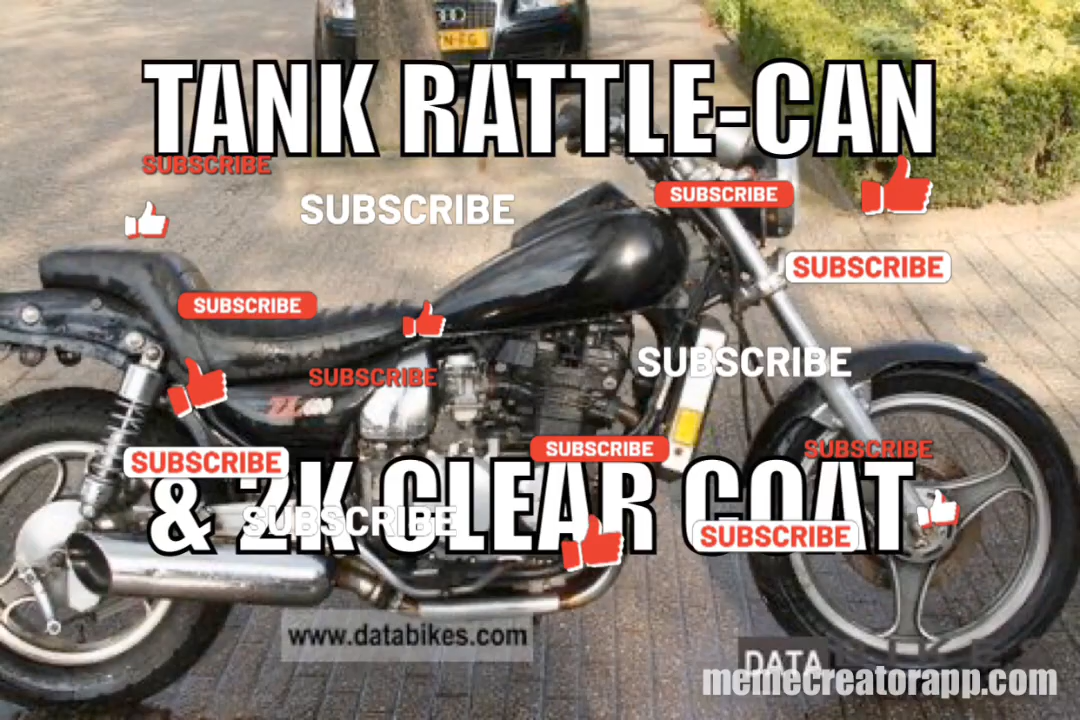 TANK RATTLE-CAN
SUBSCRIBE
SUBSCRIBE
SUBSCRIBE
SUBSCRIBE
SUBSCRIBE
SUBSCRIBE
SUBSCRIBE
SUBSCRIBE
SUBSCRIBE
SUBSCRIBE
& 2K CLEAR COAT
SUBSCRIBE
SUBSCRIBE
www.databikes.com
DATA
memecreatorapp.com